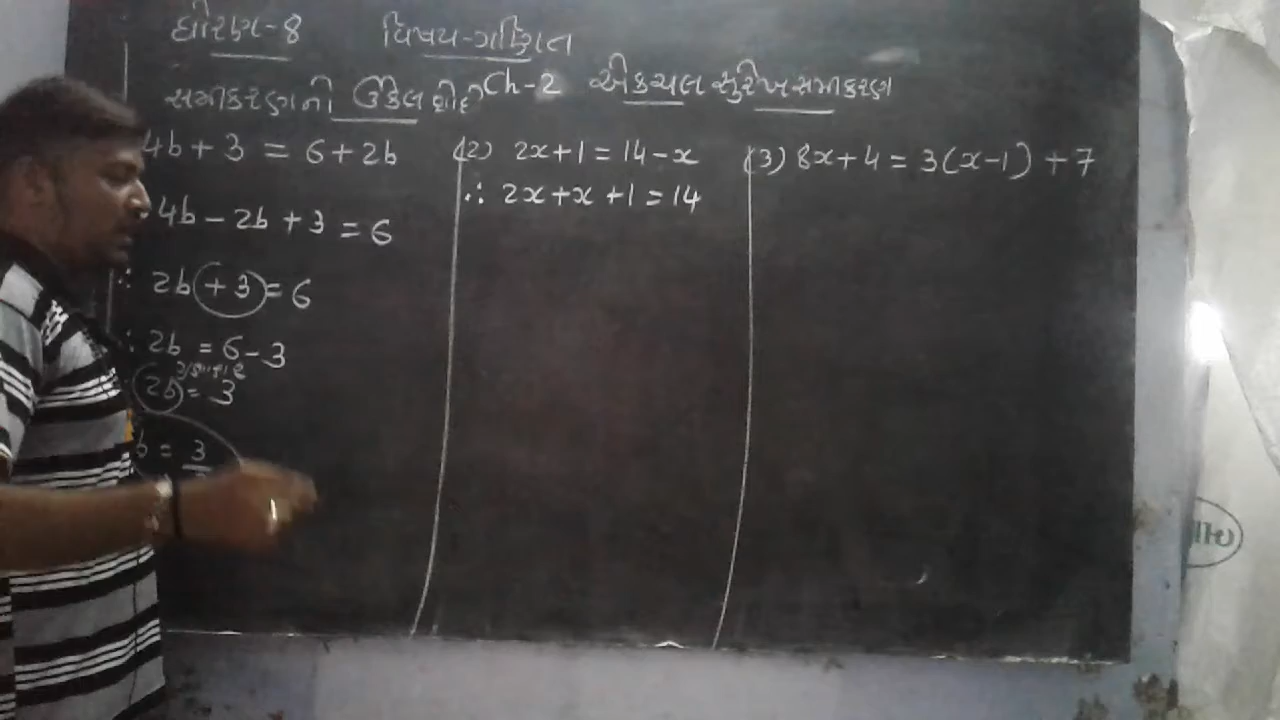 ધોરણ-8 વિષય-ગણિત
Ch-2 એકચલ સુરેખ સમીકરણ
સમીકરણની ઉકેલ શોધો
4b + 3 = 6 + 2b
4b - 2b + 3 = 6
∴ 2b + 3 = 6
∴ 2b = 6 - 3
2b = 3
b = 3
(2) 2x + 1 = 14 - x
∴ 2x + x + 1 = 14
(3) 8x + 4 = 3(x-1) + 7